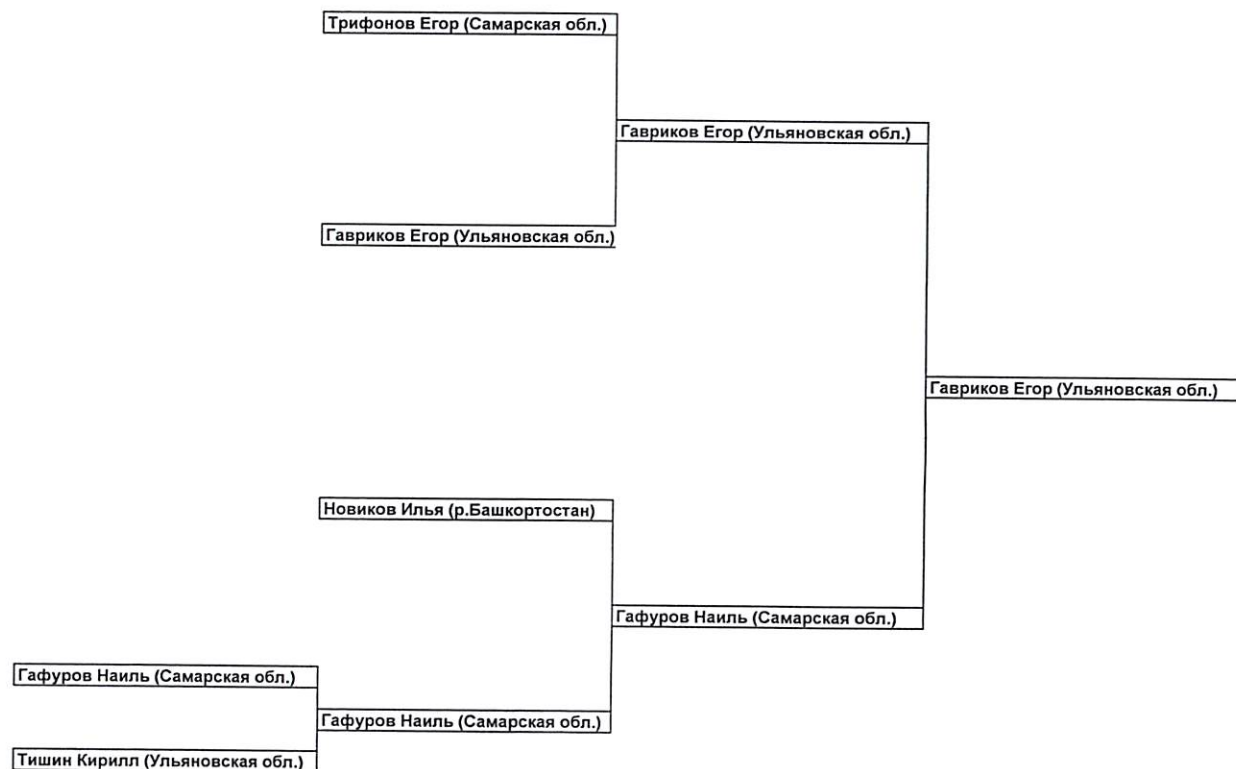 Трифонов Егор (Самарская обл.)
Гавриков Егор (Ульяновская обл.)
Гавриков Егор (Ульяновская обл.)
Гавриков Егор (Ульяновская обл.)
Новиков Илья (р.Башкортостан)
Гафуров Наиль (Самарская обл.)
Гафуров Наиль (Самарская обл.)
Гафуров Наиль (Самарская обл.)
Тишин Кирилл (Ульяновская обл.)